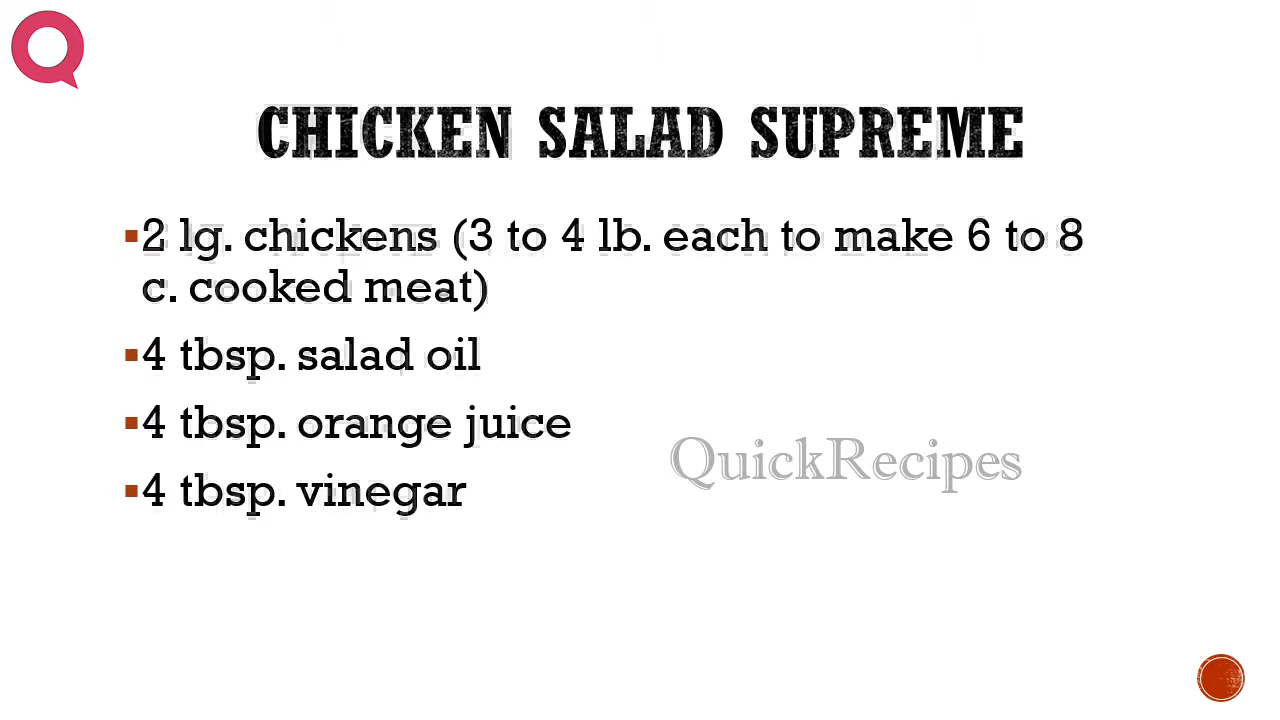 CHICKEN SALAD SUPREME
▪2 lg. chickens (3 to 4 lb. each to make 6 to 8
c. cooked meat)
▪4 tbsp. salad oil
▪4 tbsp. orange juice
▪4 tbsp. vinegar
QuickRecipes